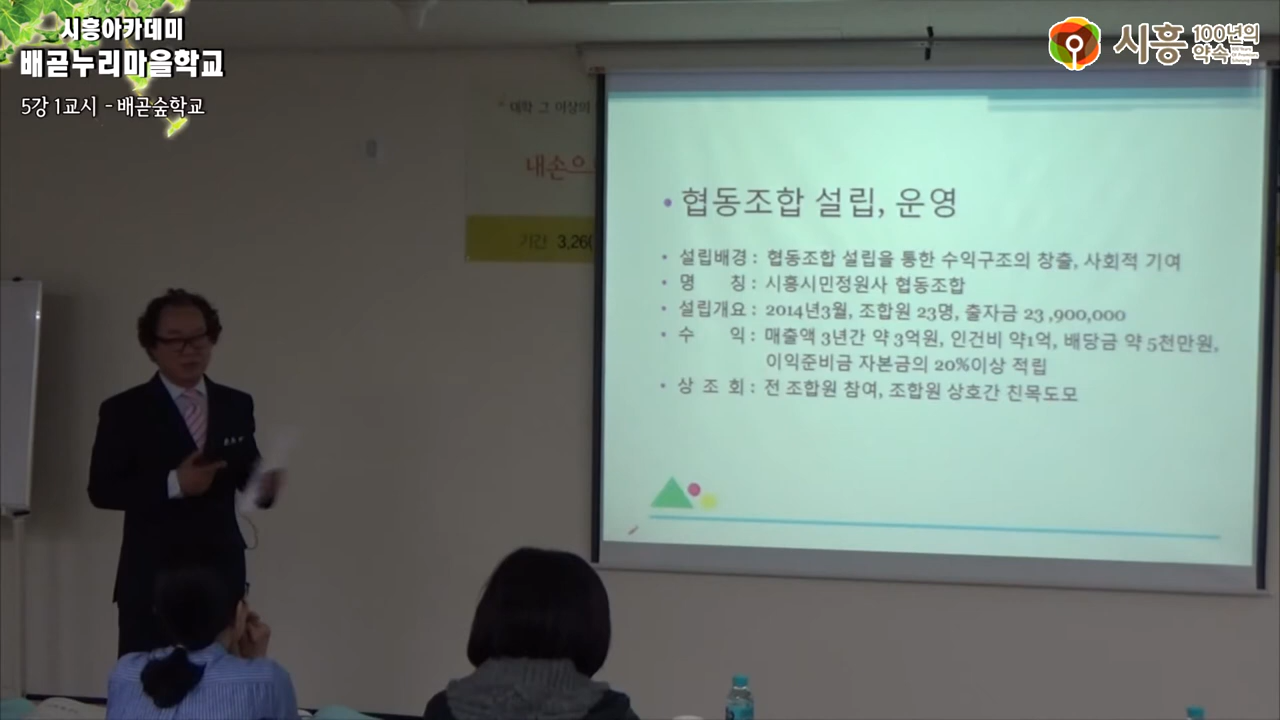 시흥아카데미
배곧누리마을학교
5강 1교시 - 배곧숲학교
시흥 100년의 약속
대학 그 이상의
내손으
기간 3,26(
• 협동조합 설립, 운영
• 설립배경 : 협동조합 설립을 통한 수익구조의 창출, 사회적 기여
• 명 칭 : 시흥시민정원사 협동조합
• 설립개요 : 2014년3월, 조합원 23명, 출자금 23 ,900,000
• 수 익 : 매출액 3년간 약 3억원, 인건비 약1억, 배당금 약 5천만원,
이익준비금 자본금의 20%이상 적립
• 상 조 회 : 전 조합원 참여, 조합원 상호간 친목도모